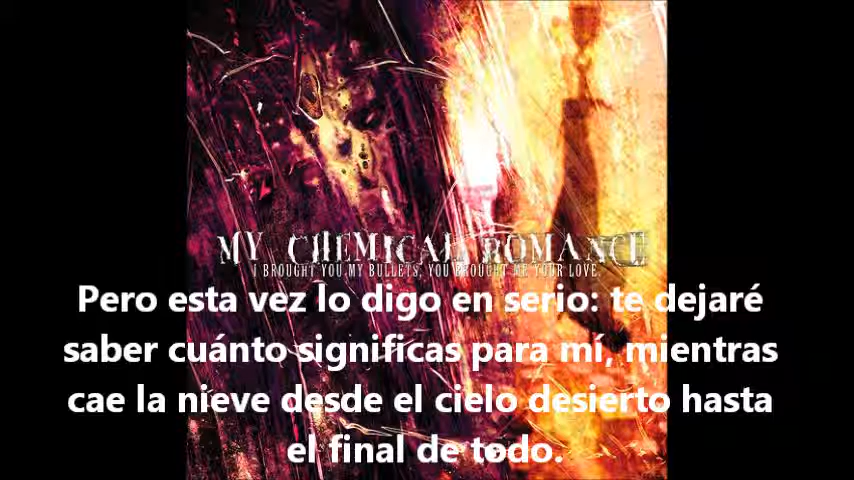 MY CHEMICAL ROMANCE
I BROUGHT YOU MY BULLETS, YOU BROUGHT ME YOUR LOVE.
Pero esta vez lo digo en serio: te dejaré
saber cuánto significas para mí, mientras
cae la nieve desde el cielo desierto hasta
el final de todo.